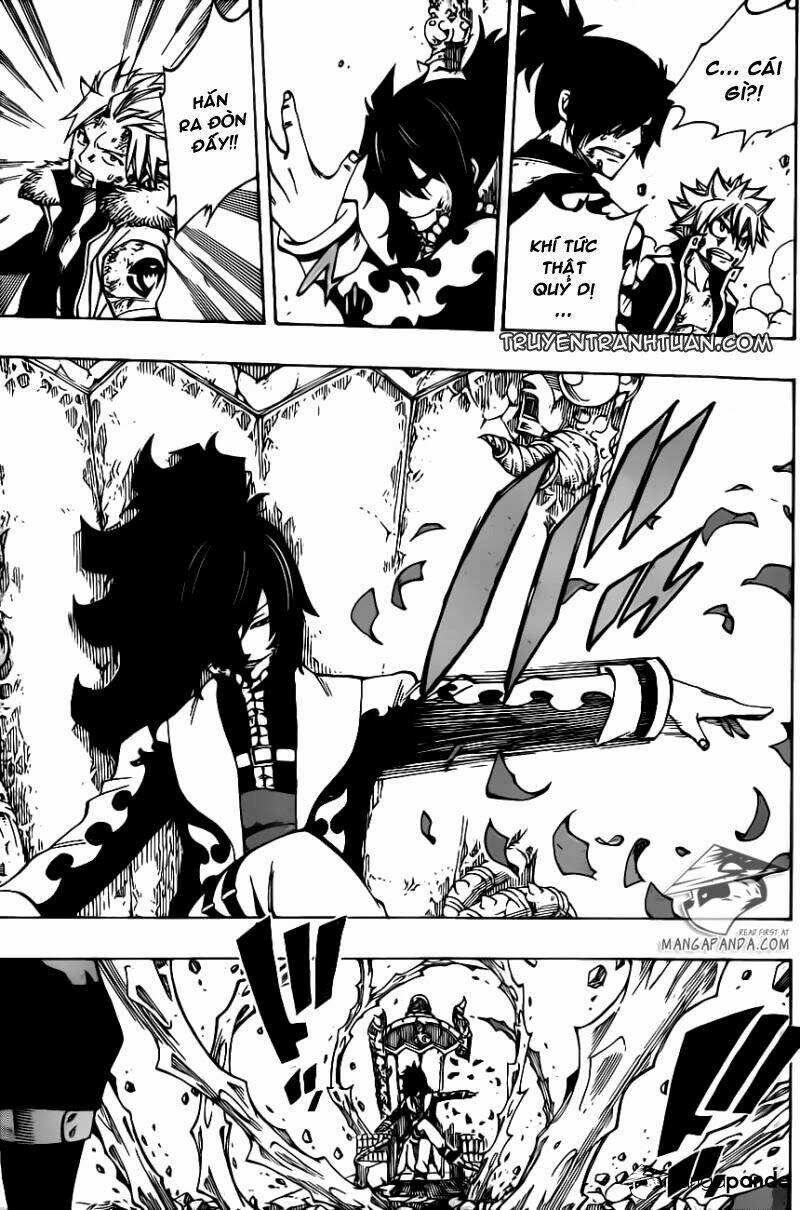 C... CÁI
GÌ?!
KHÍ TỨC
THẬT
QUỶ DỊ
...
HẮN
RA ĐÒN
ĐẤY!!
TRUYENTRANHTUAN.COM
READ FIRST AT
MANGAPANDA.COM